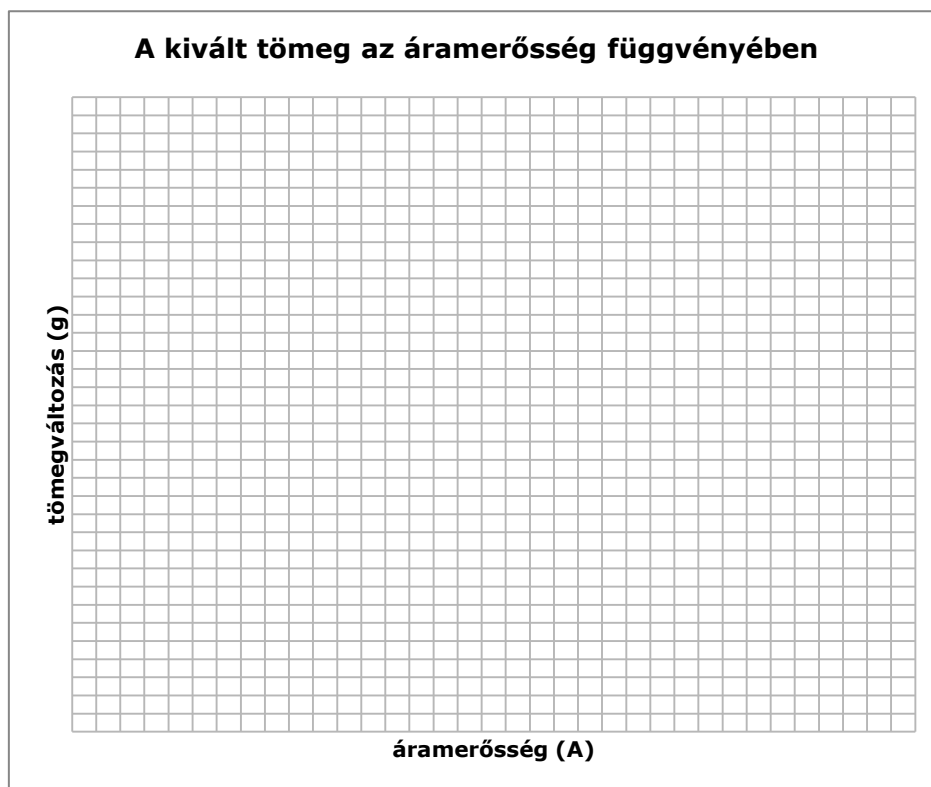 A kivált tömeg az áramerősség függvényében
tömegváltozás (g)
áramerősség (A)